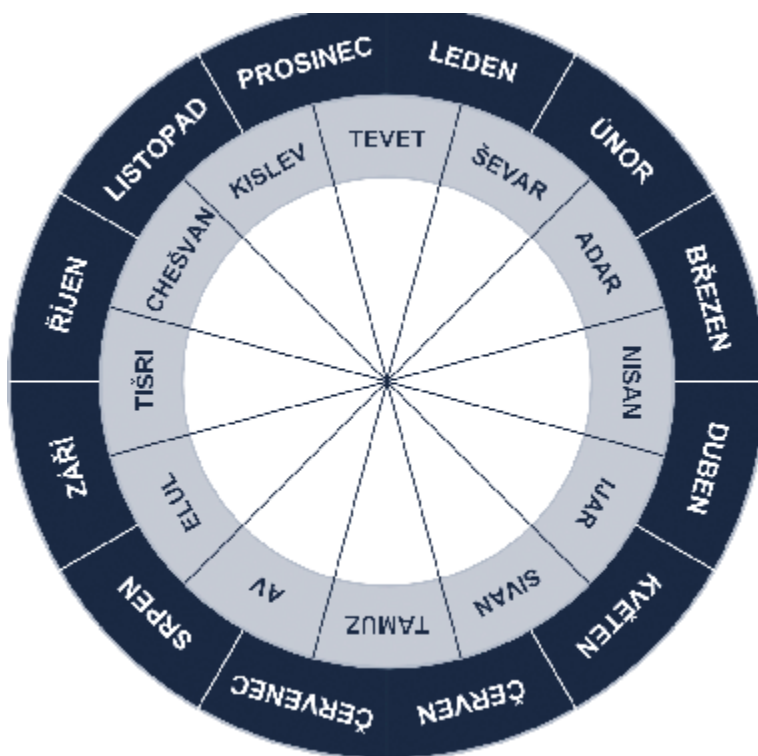 LEDEN
ÚNOR
BŘEZEN
DUBEN
KVĚTEN
ČERVEN
ČERVENEC
SRPEN
ZÁŘÍ
ŘÍJEN
LISTOPAD
PROSINEC
TEVET
ŠEVAR
ADAR
NISAN
IJAR
SIVAN
TAMUZ
AV
ELUL
TIŠRI
CHEŠVAN
KISLEV